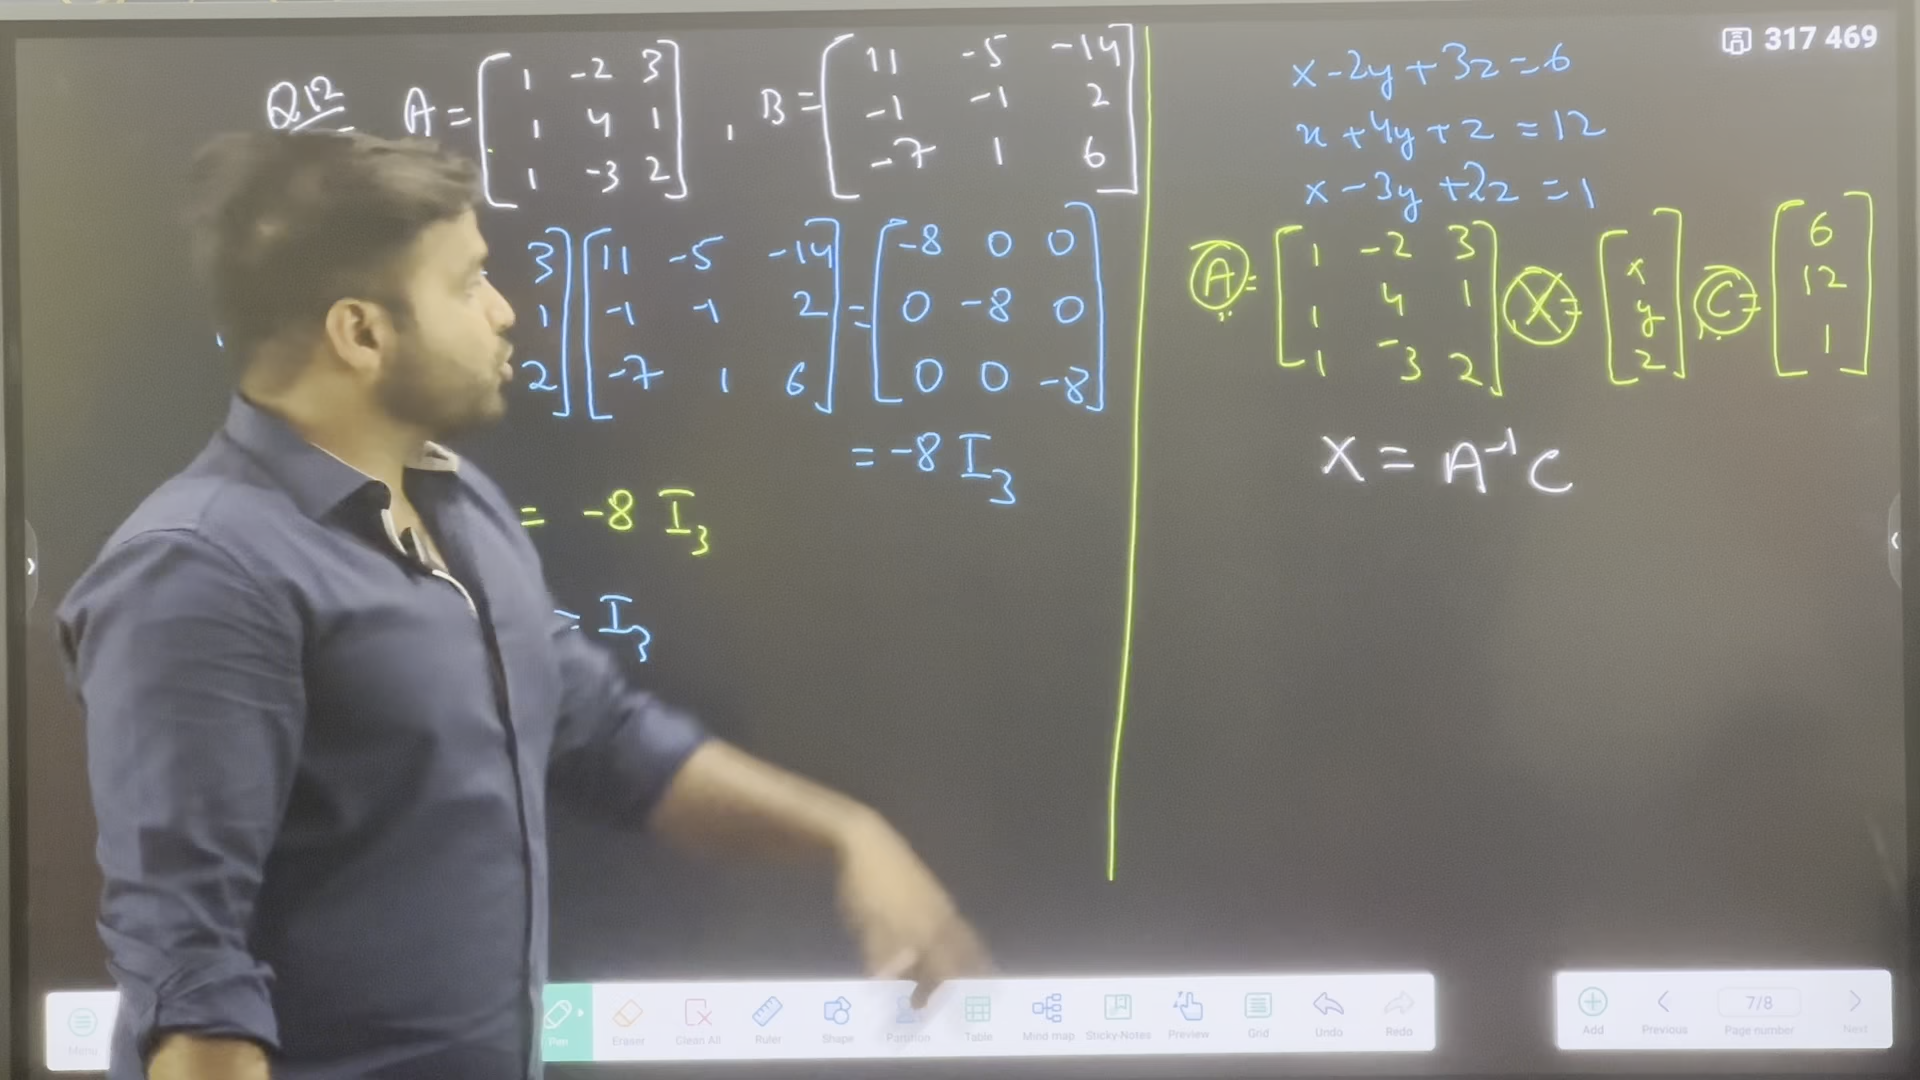 317 469
Q12 A = [1 -2 3
1 4 1
1 -3 2] , B = [11 -5 -14
-1 -1 2
-7 1 6]
3] [11 -5 -14] = [-8 0 0]
1] [-1 -1 2] = [0 -8 0]
2] [-7 1 6] = [0 0 -8]
= -8 I₃
= -8 I₃
= I₃
x - 2y + 3z = 6
x + 4y + z = 12
x - 3y + 2z = 1
A = [1 -2 3] X = [x] C = [6]
[1 4 1] [y] [12]
[1 -3 2] [z] [1]
X = A⁻¹C
Menu Pen Eraser Clean All Ruler Shape Partition Table Mind map Sticky-Notes Preview Grid Undo Redo
Add Previous 7/8 Page number Next